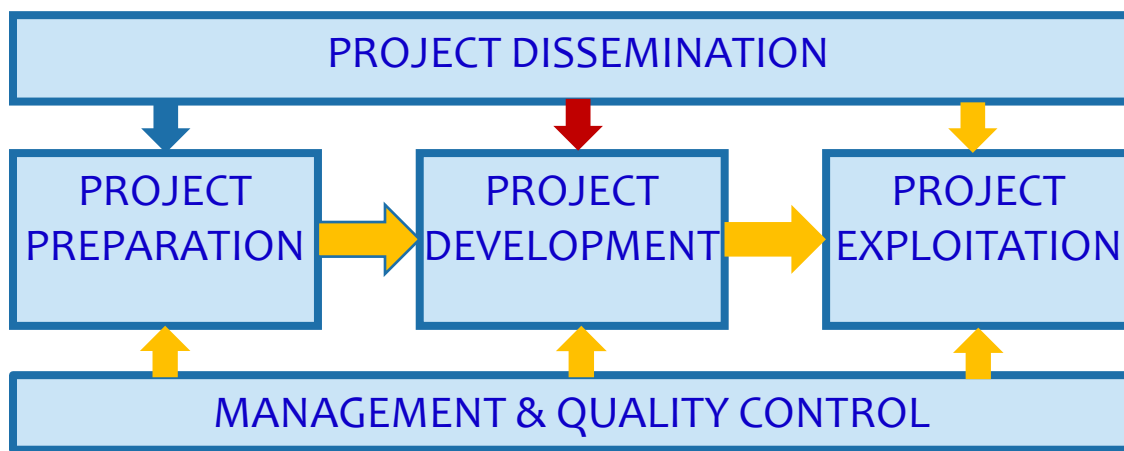 PROJECT DISSEMINATION
PROJECT
PREPARATION
PROJECT
DEVELOPMENT
PROJECT
EXPLOITATION
MANAGEMENT & QUALITY CONTROL